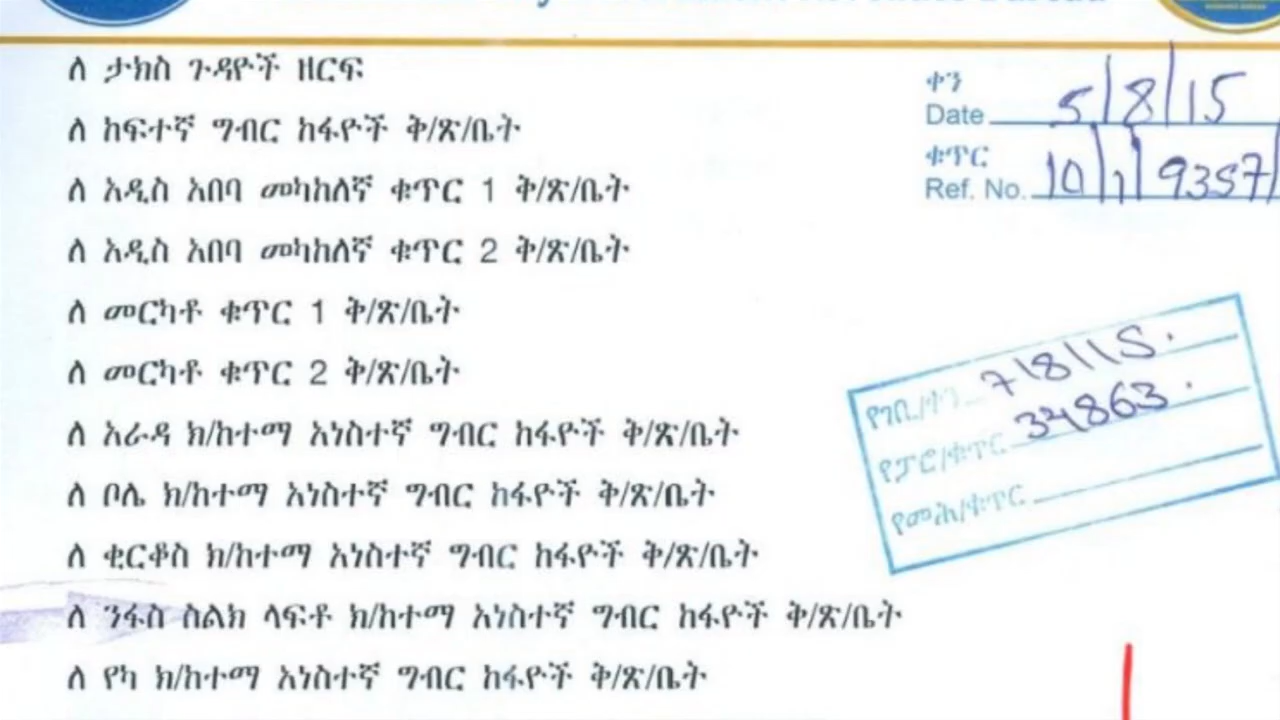 ለ ታክስ ጉዳዮች ዘርፍ
ለ ከፍተኛ ግብር ከፋዮች ቅ/ጽ/ቤት
ለ አዲስ አበባ መካከለኛ ቁጥር 1 ቅ/ጽ/ቤት
ለ አዲስ አበባ መካከለኛ ቁጥር 2 ቅ/ጽ/ቤት
ለ መርካቶ ቁጥር 1 ቅ/ጽ/ቤት
ለ መርካቶ ቁጥር 2 ቅ/ጽ/ቤት
ለ አራዳ ክ/ከተማ አነስተኛ ግብር ከፋዮች ቅ/ጽ/ቤት
ለ ቦሌ ክ/ከተማ አነስተኛ ግብር ከፋዮች ቅ/ጽ/ቤት
ለ ቂርቆስ ክ/ከተማ አነስተኛ ግብር ከፋዮች ቅ/ጽ/ቤት
ለ ንፋስ ስልክ ላፍቶ ክ/ከተማ አነስተኛ ግብር ከፋዮች ቅ/ጽ/ቤት
ለ የካ ክ/ከተማ አነስተኛ ግብር ከፋዮች ቅ/ጽ/ቤት
ቀን
Date 5/8/15
ቁጥር
Ref. No. 10/1/9357/
የገቢ/ቀን 7/8/15
የፓሮ/ቁጥር 34863
የመሕ/ቁጥር